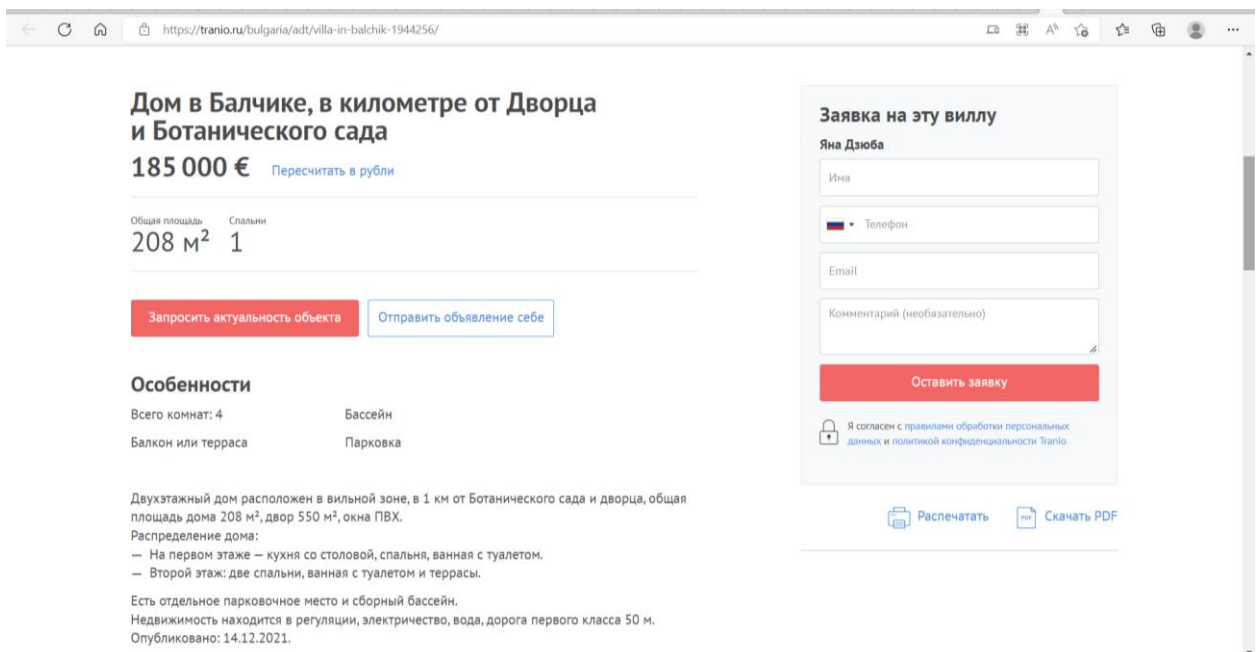 https://tranio.ru/bulgaria/adt/villa-in-balchik-1944256/
Дом в Балчике, в километре от Дворца
и Ботанического сада
185 000 € Пересчитать в рубли
Общая площадь Спальни
208 м² 1
Запросить актуальность объекта Отправить объявление себе
Особенности
Всего комнат: 4 Бассейн
Балкон или терраса Парковка
Двухэтажный дом расположен в вильной зоне, в 1 км от Ботанического сада и дворца, общая
площадь дома 208 м², двор 550 м², окна ПВХ.
Распределение дома:
— На первом этаже — кухня со столовой, спальня, ванная с туалетом.
— Второй этаж: две спальни, ванная с туалетом и террасы.
Есть отдельное парковочное место и сборный бассейн.
Недвижимость находится в регуляции, электричество, вода, дорога первого класса 50 м.
Опубликовано: 14.12.2021.
Заявка на эту виллу
Яна Дзюба
Имя
Телефон
Email
Комментарий (необязательно)
Оставить заявку
Я согласен с правилами обработки персональных
данных и политикой конфиденциальности Tranio
Распечатать PDF Скачать PDF